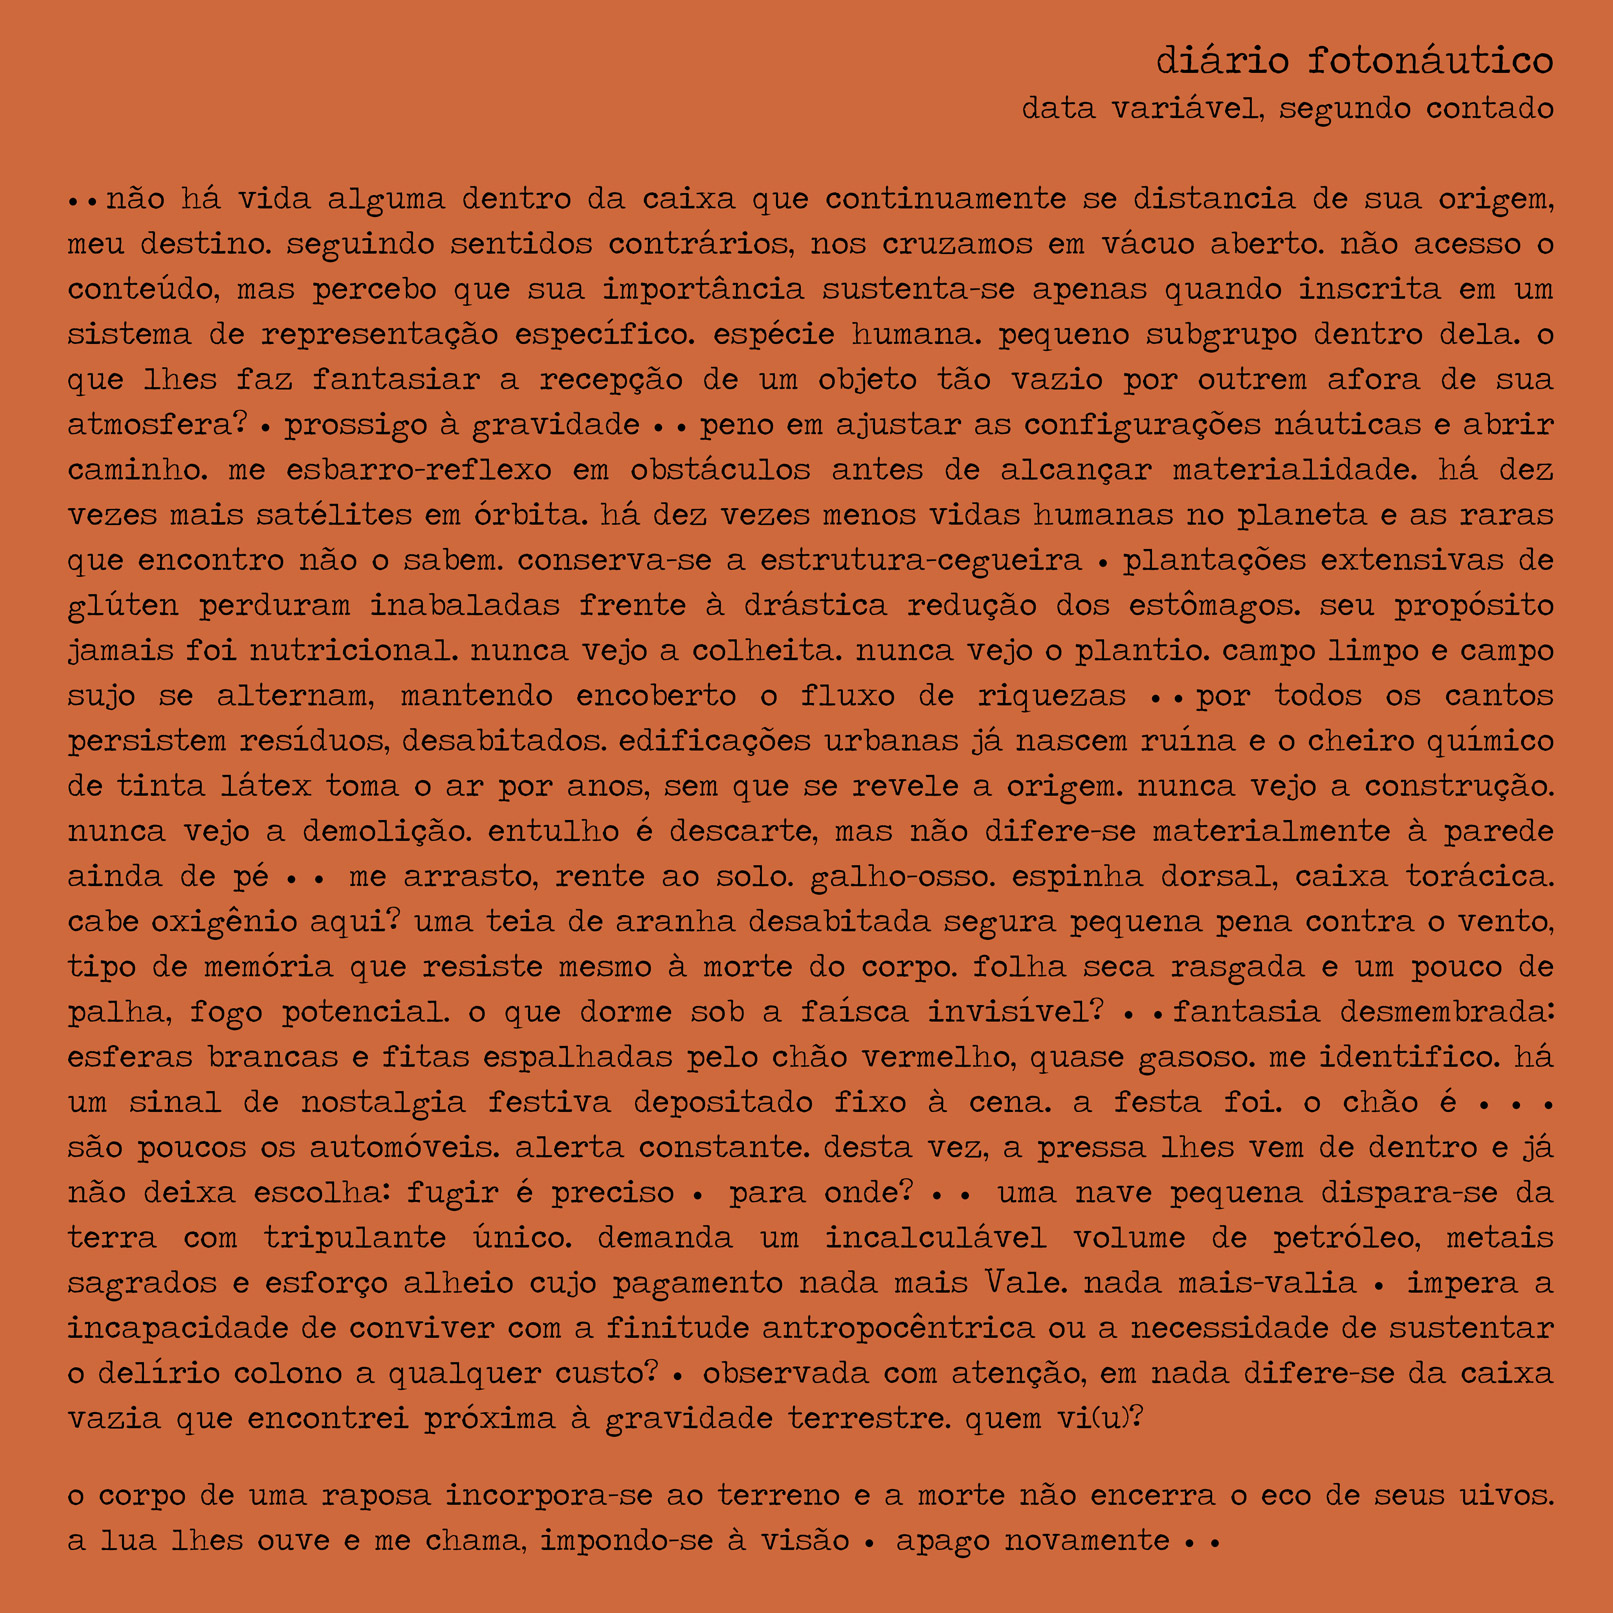 diário fotonáutico
data variável, segundo contado
• • não há vida alguma dentro da caixa que continuamente se distancia de sua origem,
meu destino. seguindo sentidos contrários, nos cruzamos em vácuo aberto. não acesso o
conteúdo, mas percebo que sua importância sustenta-se apenas quando inscrita em um
sistema de representação específico. espécie humana. pequeno subgrupo dentro dela. o
que lhes faz fantasiar a recepção de um objeto tão vazio por outrem afora de sua
atmosfera? • prossigo à gravidade • • peno em ajustar as configurações náuticas e abrir
caminho. me esbarro-reflexo em obstáculos antes de alcançar materialidade. há dez
vezes mais satélites em órbita. há dez vezes menos vidas humanas no planeta e as raras
que encontro não o sabem. conserva-se a estrutura-cegueira • plantações extensivas de
glúten perduram inabaladas frente à drástica redução dos estômagos. seu propósito
jamais foi nutricional. nunca vejo a colheita. nunca vejo o plantio. campo limpo e campo
sujo se alternam, mantendo encoberto o fluxo de riquezas • • por todos os cantos
persistem resíduos, desabitados. edificações urbanas já nascem ruína e o cheiro químico
de tinta látex toma o ar por anos, sem que se revele a origem. nunca vejo a construção.
nunca vejo a demolição. entulho é descarte, mas não difere-se materialmente à parede
ainda de pé • • me arrasto, rente ao solo. galho-osso. espinha dorsal, caixa torácica.
cabe oxigênio aqui? uma teia de aranha desabitada segura pequena pena contra o vento,
tipo de memória que resiste mesmo à morte do corpo. folha seca rasgada e um pouco de
palha, fogo potencial. o que dorme sob a faísca invisível? • • fantasia desmembrada:
esferas brancas e fitas espalhadas pelo chão vermelho, quase gasoso. me identifico. há
um sinal de nostalgia festiva depositado fixo à cena. a festa foi. o chão é • • •
são poucos os automóveis. alerta constante. desta vez, a pressa lhes vem de dentro e já
não deixa escolha: fugir é preciso • para onde? • • uma nave pequena dispara-se da
terra com tripulante único. demanda um incalculável volume de petróleo, metais
sagrados e esforço alheio cujo pagamento nada mais Vale. nada mais-valia • impera a
incapacidade de conviver com a finitude antropocêntrica ou a necessidade de sustentar
o delírio colono a qualquer custo? • observada com atenção, em nada difere-se da caixa
vazia que encontrei próxima à gravidade terrestre. quem vi(u)?
o corpo de uma raposa incorpora-se ao terreno e a morte não encerra o eco de seus uivos.
a lua lhes ouve e me chama, impondo-se à visão • apago novamente • •